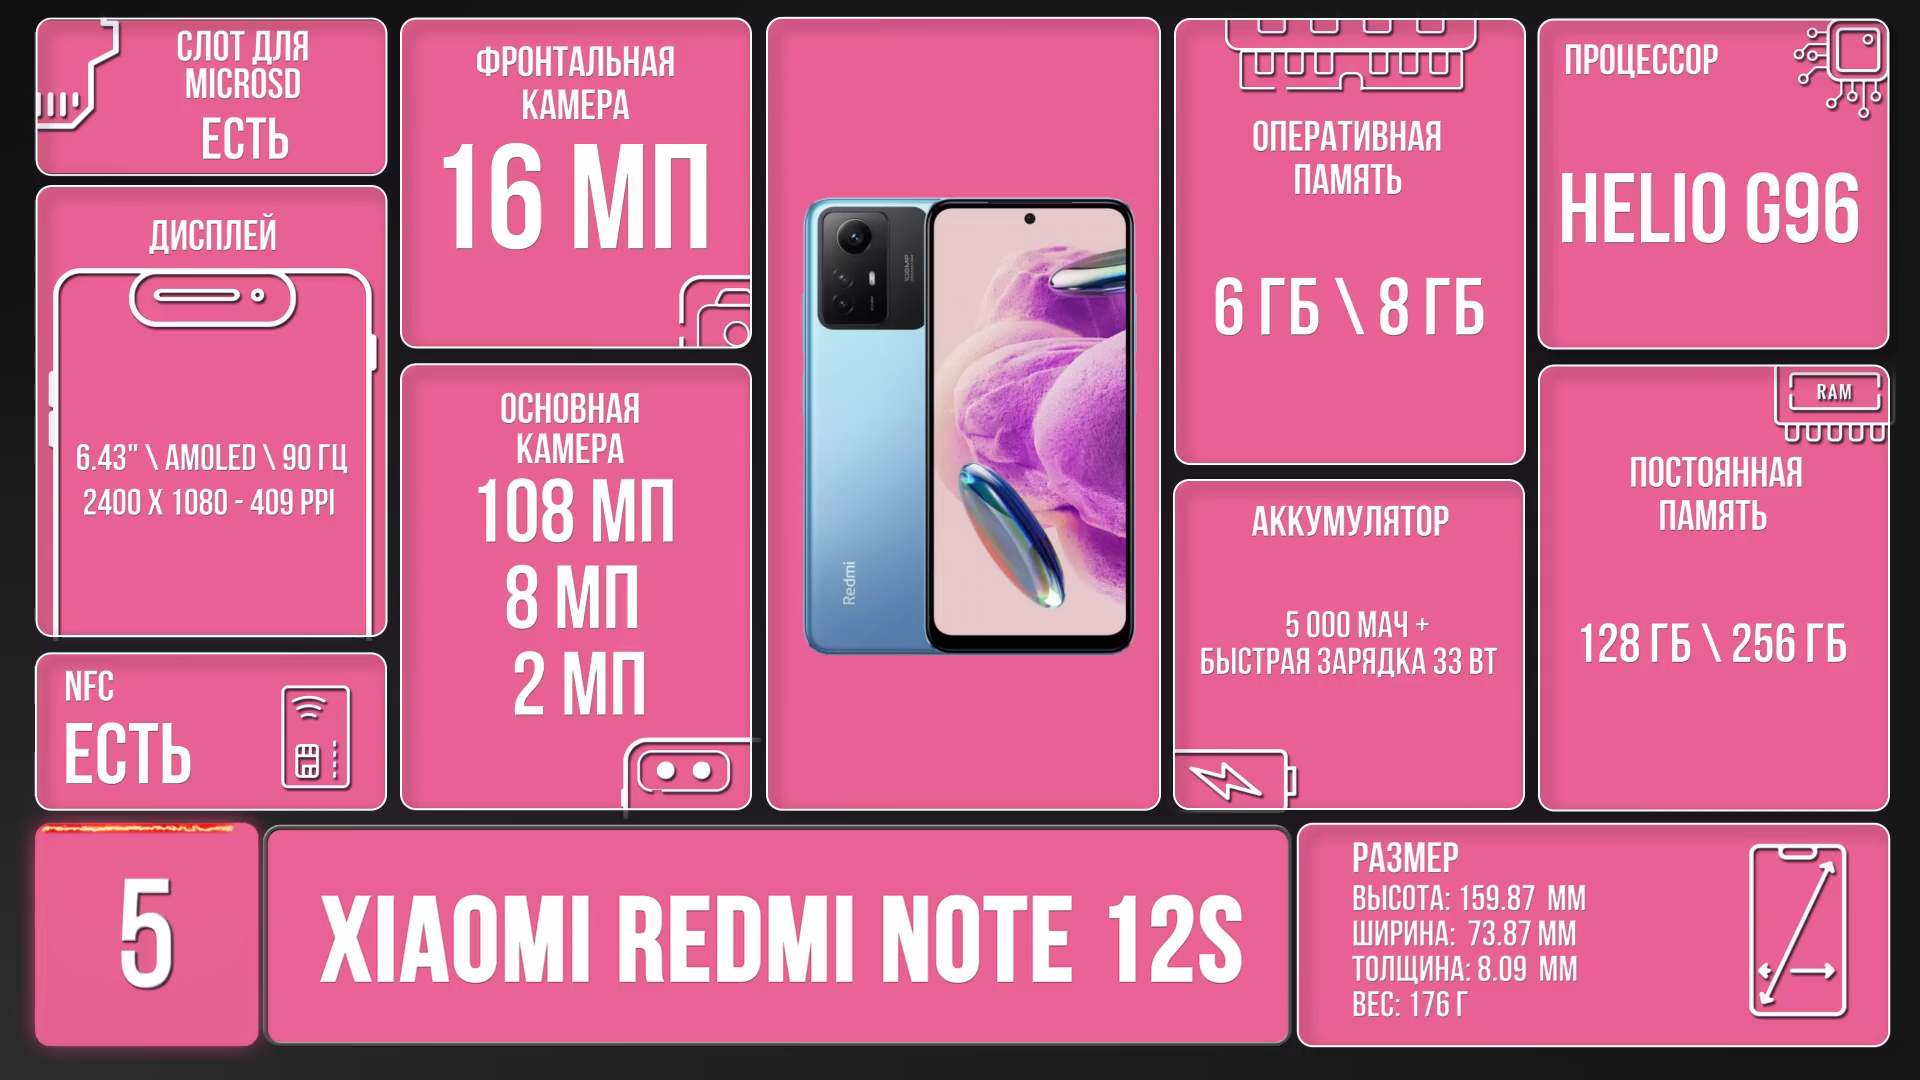 СЛОТ ДЛЯ
MICROSD
ЕСТЬ
ДИСПЛЕЙ
6.43" \ AMOLED \ 90 ГЦ
2400 X 1080 - 409 PPI
NFC
ЕСТЬ
ФРОНТАЛЬНАЯ
КАМЕРА
16 МП
ОСНОВНАЯ
КАМЕРА
108 МП
8 МП
2 МП
108MP
Redmi
ОПЕРАТИВНАЯ
ПАМЯТЬ
6 ГБ \ 8 ГБ
АККУМУЛЯТОР
5 000 МАЧ +
БЫСТРАЯ ЗАРЯДКА 33 ВТ
ПРОЦЕССОР
HELIO G96
RAM
ПОСТОЯННАЯ
ПАМЯТЬ
128 ГБ \ 256 ГБ
5
XIAOMI REDMI NOTE 12S
РАЗМЕР
ВЫСОТА: 159.87 ММ
ШИРИНА: 73.87 ММ
ТОЛЩИНА: 8.09 ММ
ВЕС: 176 Г